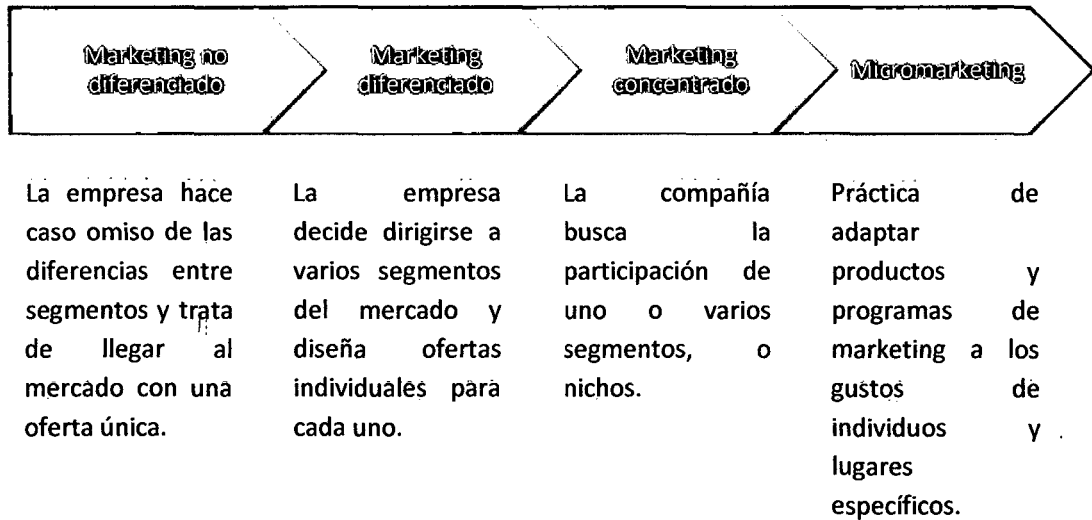 Marketing no
diferenciado
Marketing
diferenciado
Marketing
concentrado
Micromarketing
La empresa hace
caso omiso de las
diferencias entre
segmentos y trata
de llegar al
mercado con una
oferta única.
La empresa
decide dirigirse a
varios segmentos
del mercado y
diseña ofertas
individuales para
cada uno.
La compañía
busca la
participación de
uno o varios
segmentos, o
nichos.
Práctica de
adaptar
productos y
programas de
marketing a los
gustos de
individuos y
lugares
específicos.